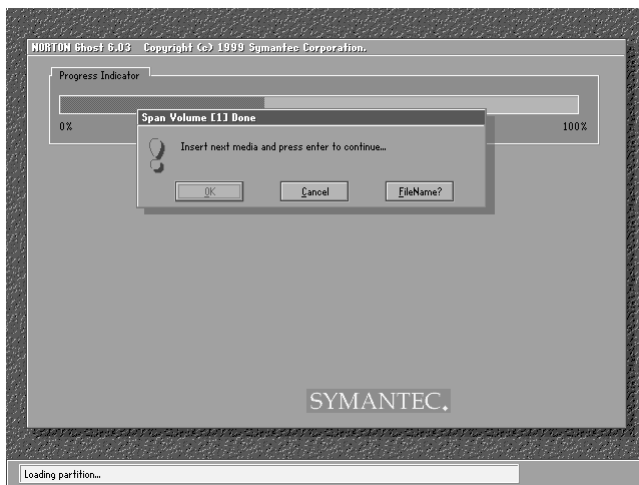 NORTON Ghost 6.03   Copyright (c) 1999 Symantec Corporation.
Progress Indicator
0%
100%
Span Volume [1] Done
Insert next media and press enter to continue...
OK
Cancel
FileName?
SYMANTEC.
Loading partition...